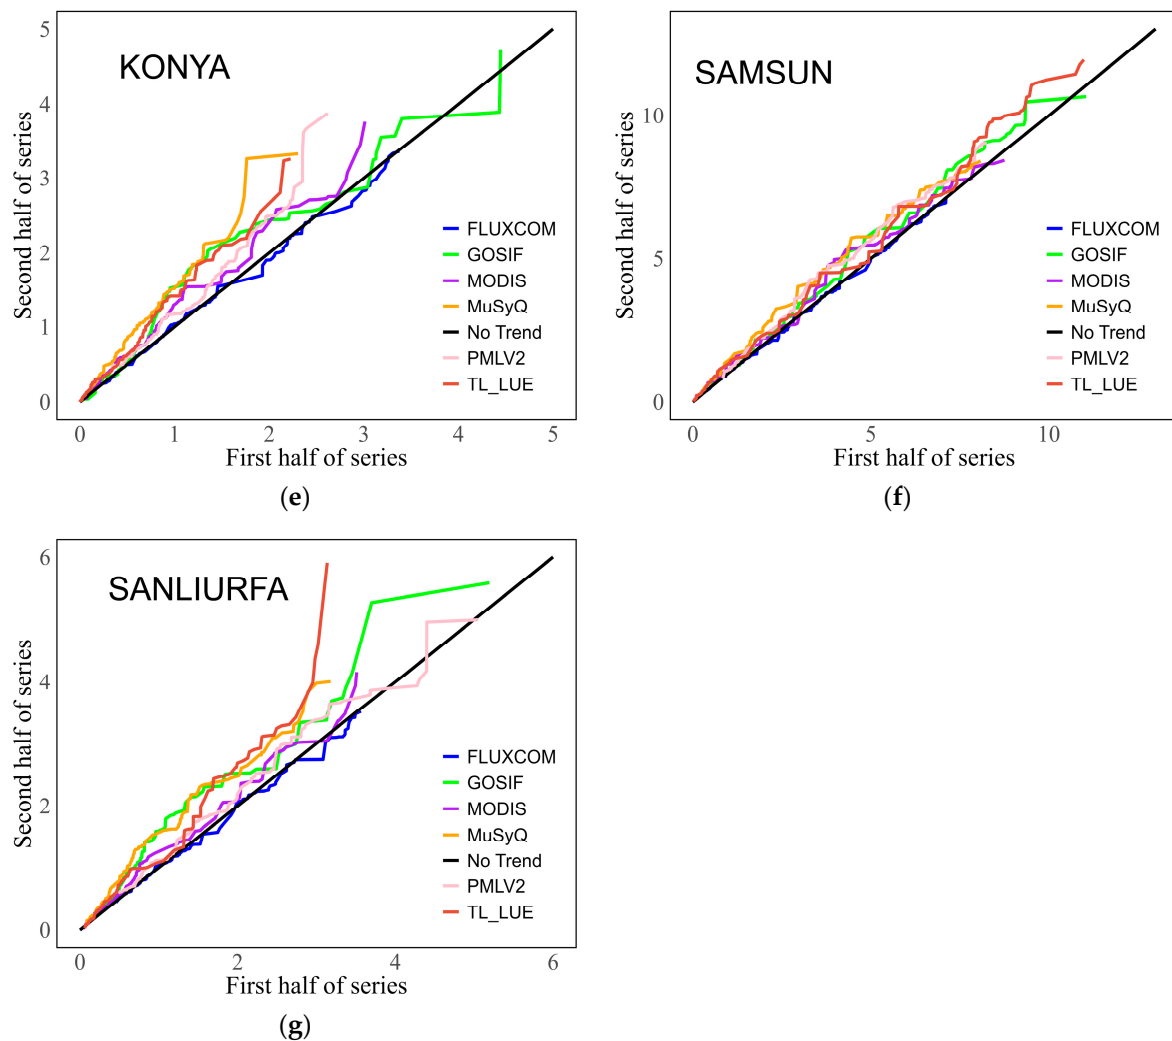 KONYA
Second half of series
5
4
3
2
1
0
FLUXCOM
GOSIF
MODIS
MuSyQ
No Trend
PMLV2
TL_LUE
0 1 2 3 4 5
First half of series
(e)
SAMSUN
Second half of series
10
5
0
FLUXCOM
GOSIF
MODIS
MuSyQ
No Trend
PMLV2
TL_LUE
0 5 10
First half of series
(f)
SANLIURFA
Second half of series
6
4
2
0
FLUXCOM
GOSIF
MODIS
MuSyQ
No Trend
PMLV2
TL_LUE
0 2 4 6
First half of series
(g)